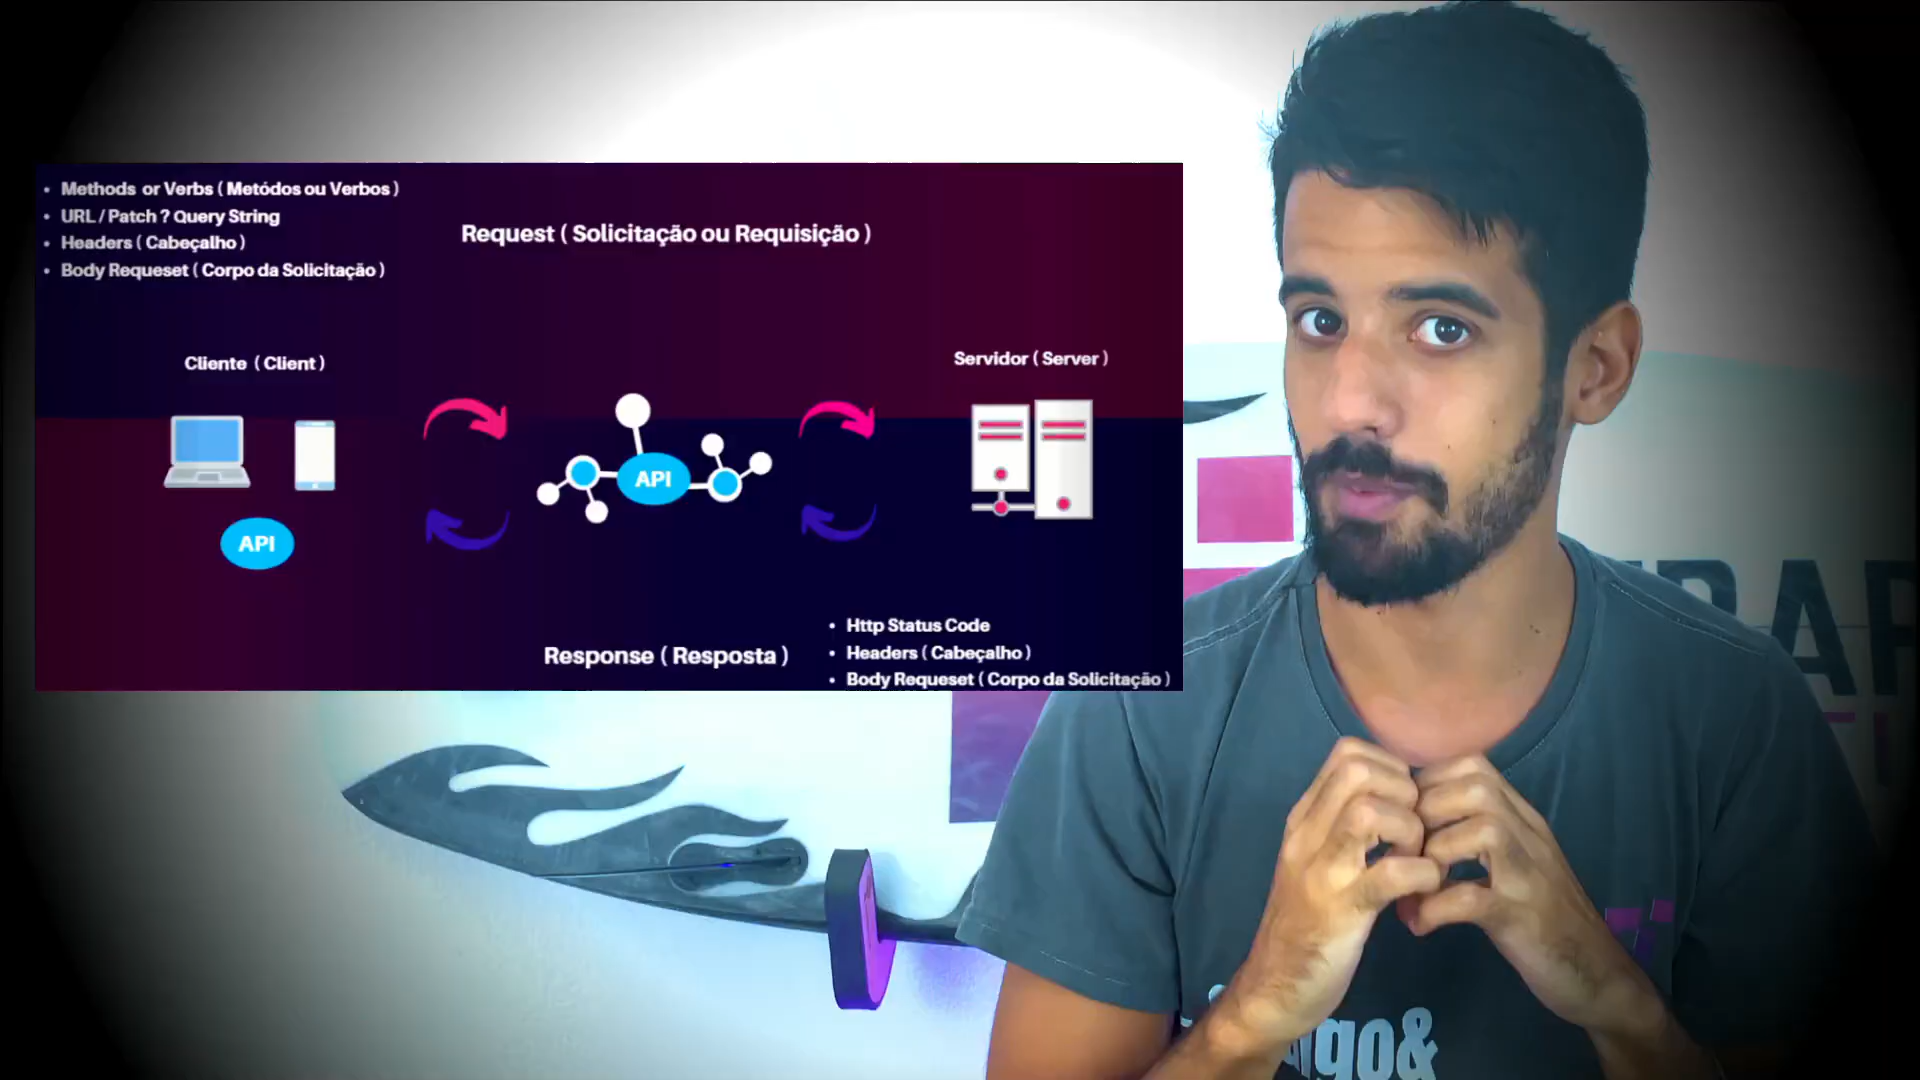 Methods or Verbs ( Metódos ou Verbos )
URL / Patch ? Query String
Headers ( Cabeçalho )
Body Requeset ( Corpo da Solicitação )
Request ( Solicitação ou Requisição )
Cliente ( Client )
Servidor ( Server )
API
API
Response ( Resposta )
Http Status Code
Headers ( Cabeçalho )
Body Requeset ( Corpo da Solicitação )